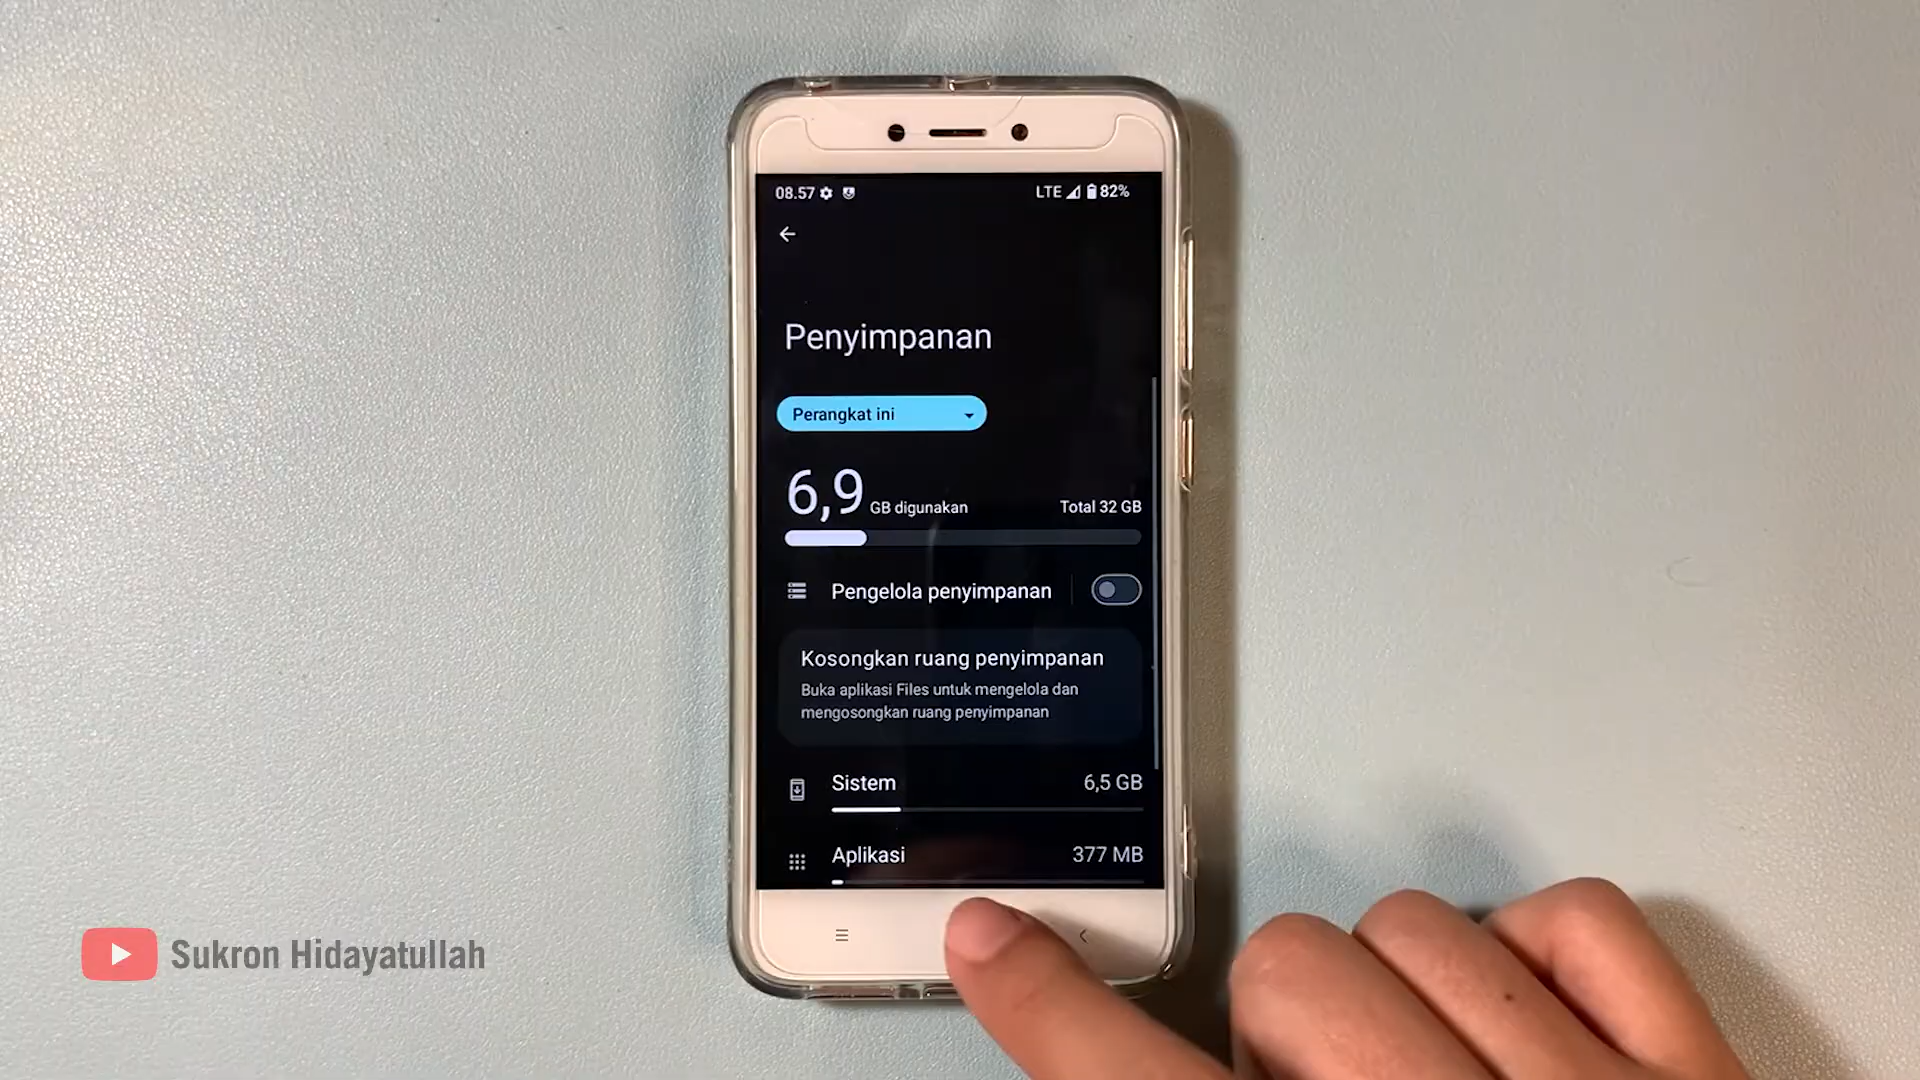 08.57
LTE 82%
Penyimpanan
Perangkat ini
6,9 GB digunakan
Total 32 GB
Pengelola penyimpanan
Kosongkan ruang penyimpanan
Buka aplikasi Files untuk mengelola dan
mengosongkan ruang penyimpanan
Sistem
6,5 GB
Aplikasi
377 MB
Sukron Hidayatullah